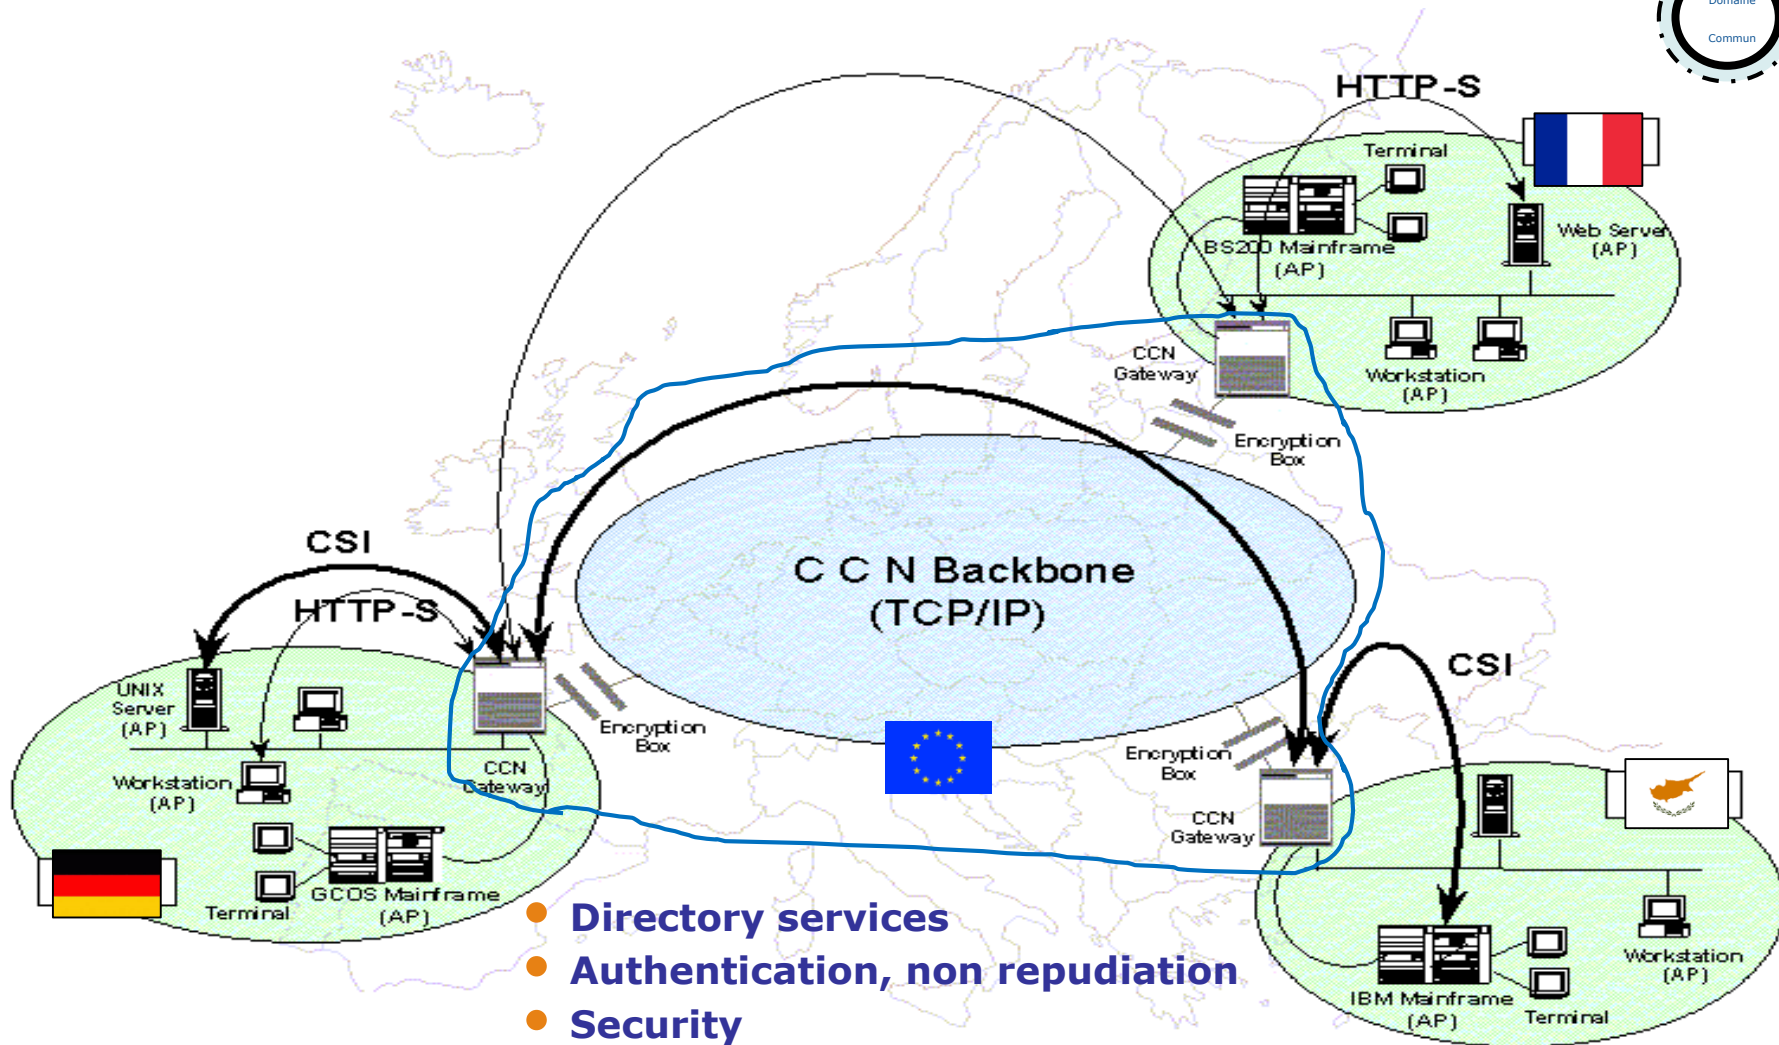 Domaine
Commun
HTTP-S
Terminal
BS200 Mainframe
(AP)
Web Server
(AP)
CCN
Gateway
Workstation
(AP)
Encryption
Box
CSI
HTTP-S
C C N Backbone
(TCP/IP)
CSI
UNIX
Server
(AP)
Encryption
Box
Workstation
(AP)
CCN
Gateway
Encryption
Box
CCN
Gateway
GCOS Mainframe
(AP)
Terminal
Workstation
(AP)
IBM Mainframe
(AP)
Terminal
• Directory services
• Authentication, non repudiation
• Security